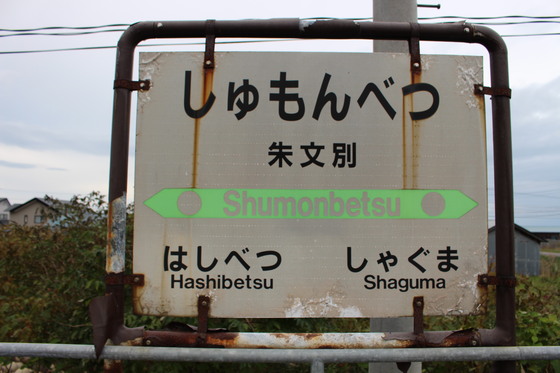 しゅもんべつ
朱文別
Shumonbetsu
はしべつ しゃぐま
Hashibetsu Shaguma